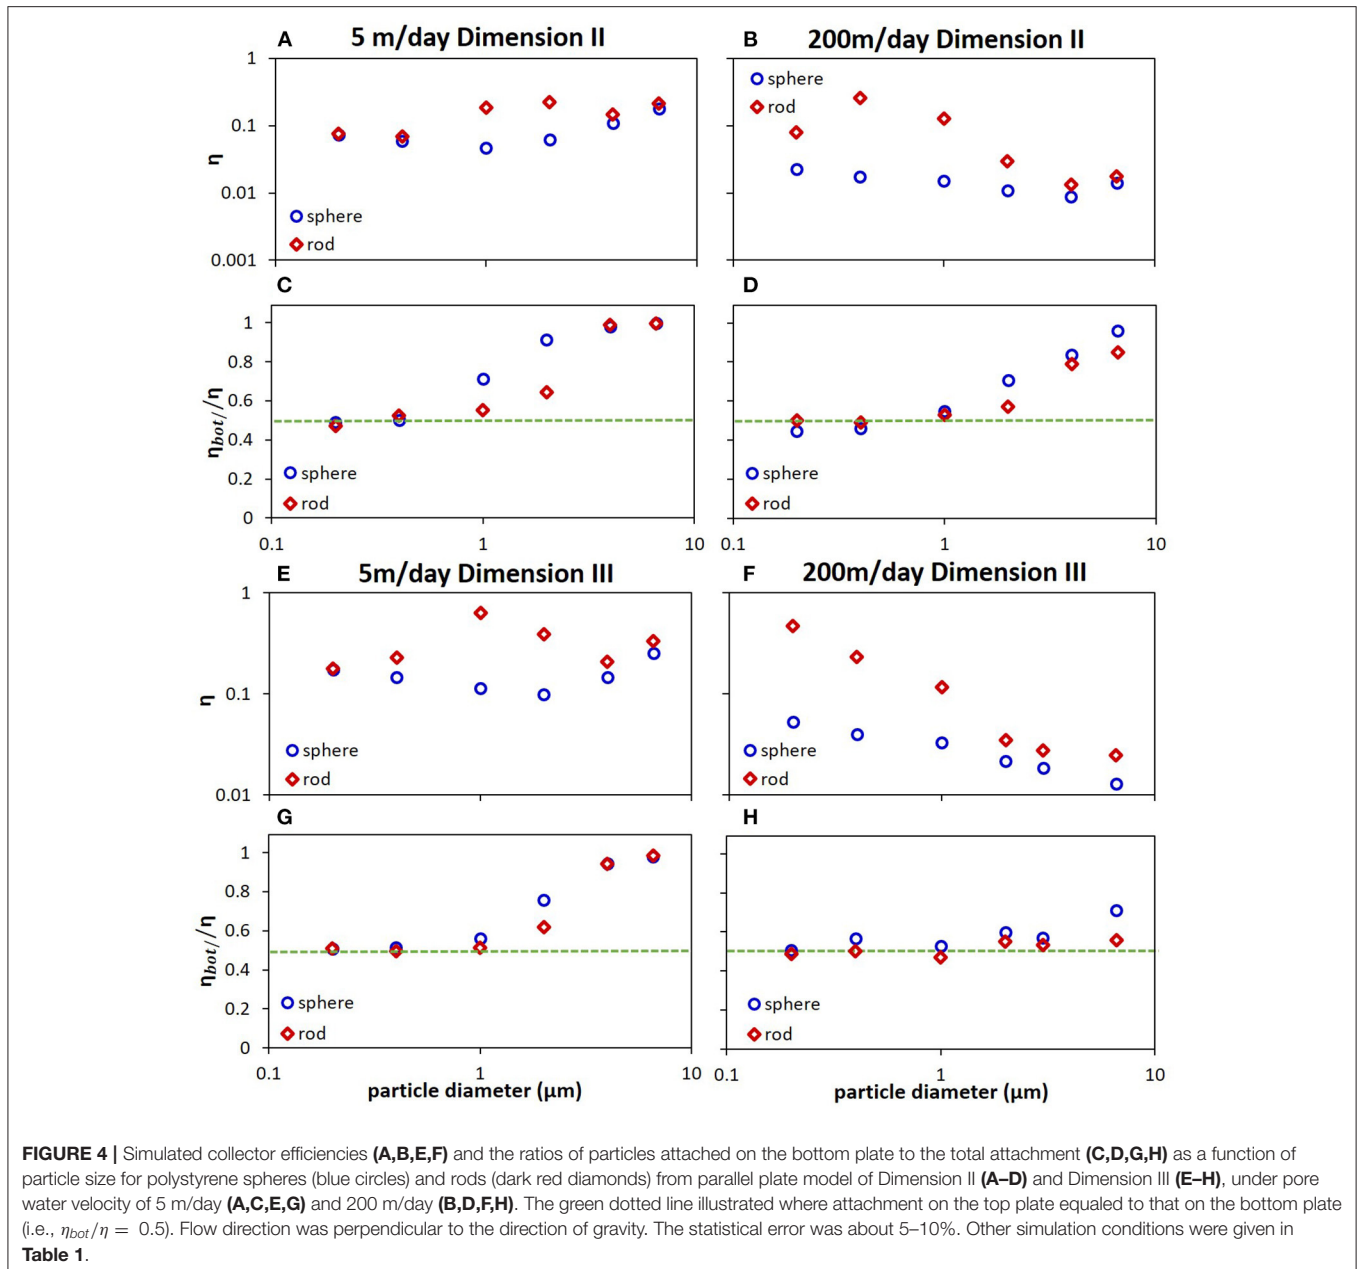 A
5 m/day Dimension II
B
200m/day Dimension II
1
0.1
0.01
0.001
η
sphere
rod
sphere
rod
C
D
1
0.8
0.6
0.4
0.2
0
ηbot/ /η
sphere
rod
sphere
rod
0.1
1
10
0.1
1
10
E
5m/day Dimension III
F
200m/day Dimension III
1
0.1
0.01
η
sphere
rod
sphere
rod
G
H
1
0.8
0.6
0.4
0.2
0
ηbot/ /η
sphere
rod
sphere
rod
0.1
1
10
0.1
1
10
particle diameter (µm)
particle diameter (µm)
FIGURE 4 | Simulated collector efficiencies (A,B,E,F) and the ratios of particles attached on the bottom plate to the total attachment (C,D,G,H) as a function of
particle size for polystyrene spheres (blue circles) and rods (dark red diamonds) from parallel plate model of Dimension II (A–D) and Dimension III (E–H), under pore
water velocity of 5 m/day (A,C,E,G) and 200 m/day (B,D,F,H). The green dotted line illustrated where attachment on the top plate equaled to that on the bottom plate
(i.e., ηbot/η = 0.5). Flow direction was perpendicular to the direction of gravity. The statistical error was about 5–10%. Other simulation conditions were given in
Table 1.